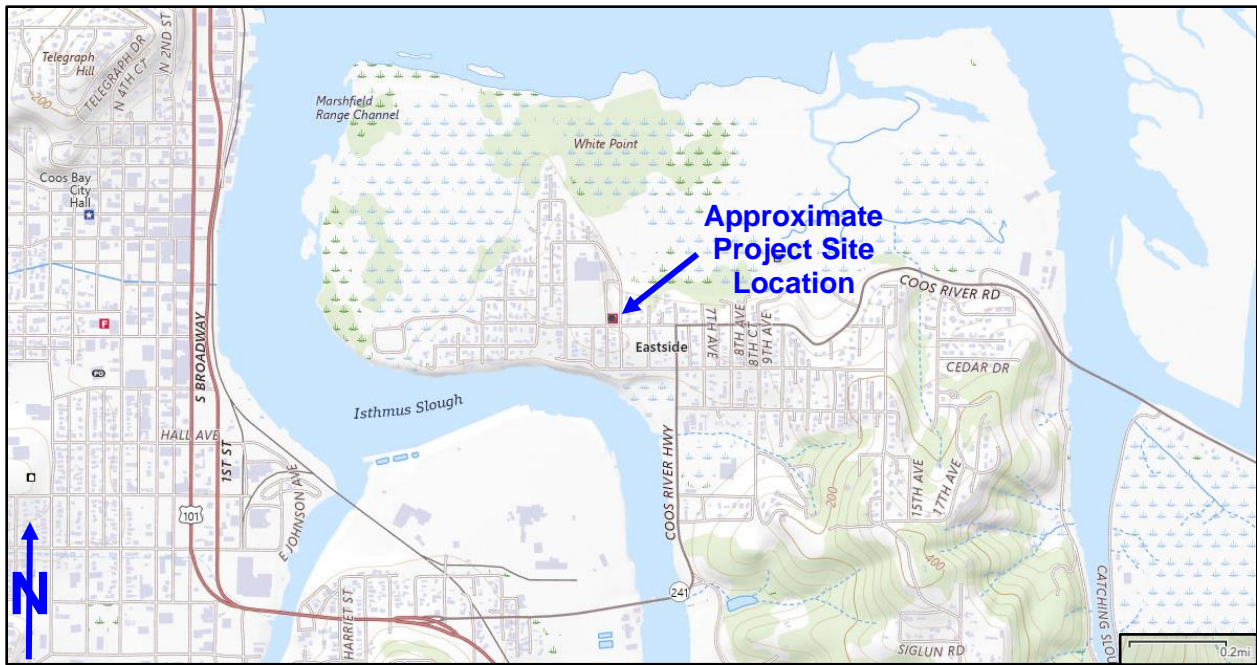 Telegraph
Hill
TELEGRAPH DR
N 4TH CT
N 2ND ST
200
Marshfield
Range Channel
White Point
Coos Bay
City
Hall
Approximate
Project Site
Location
F
PO
S BROADWAY
1ST ST
HALL AVE
E JOHNSON AVE
101
Isthmus Slough
Eastside
7TH AVE
8TH AVE
8TH CT
9TH AVE
COOS RIVER RD
CEDAR DR
COOS RIVER HWY
15TH AVE
17TH AVE
200
400
241
HARRIET ST
SIGLUN RD
CATCHING SLOU
N
0.2mi